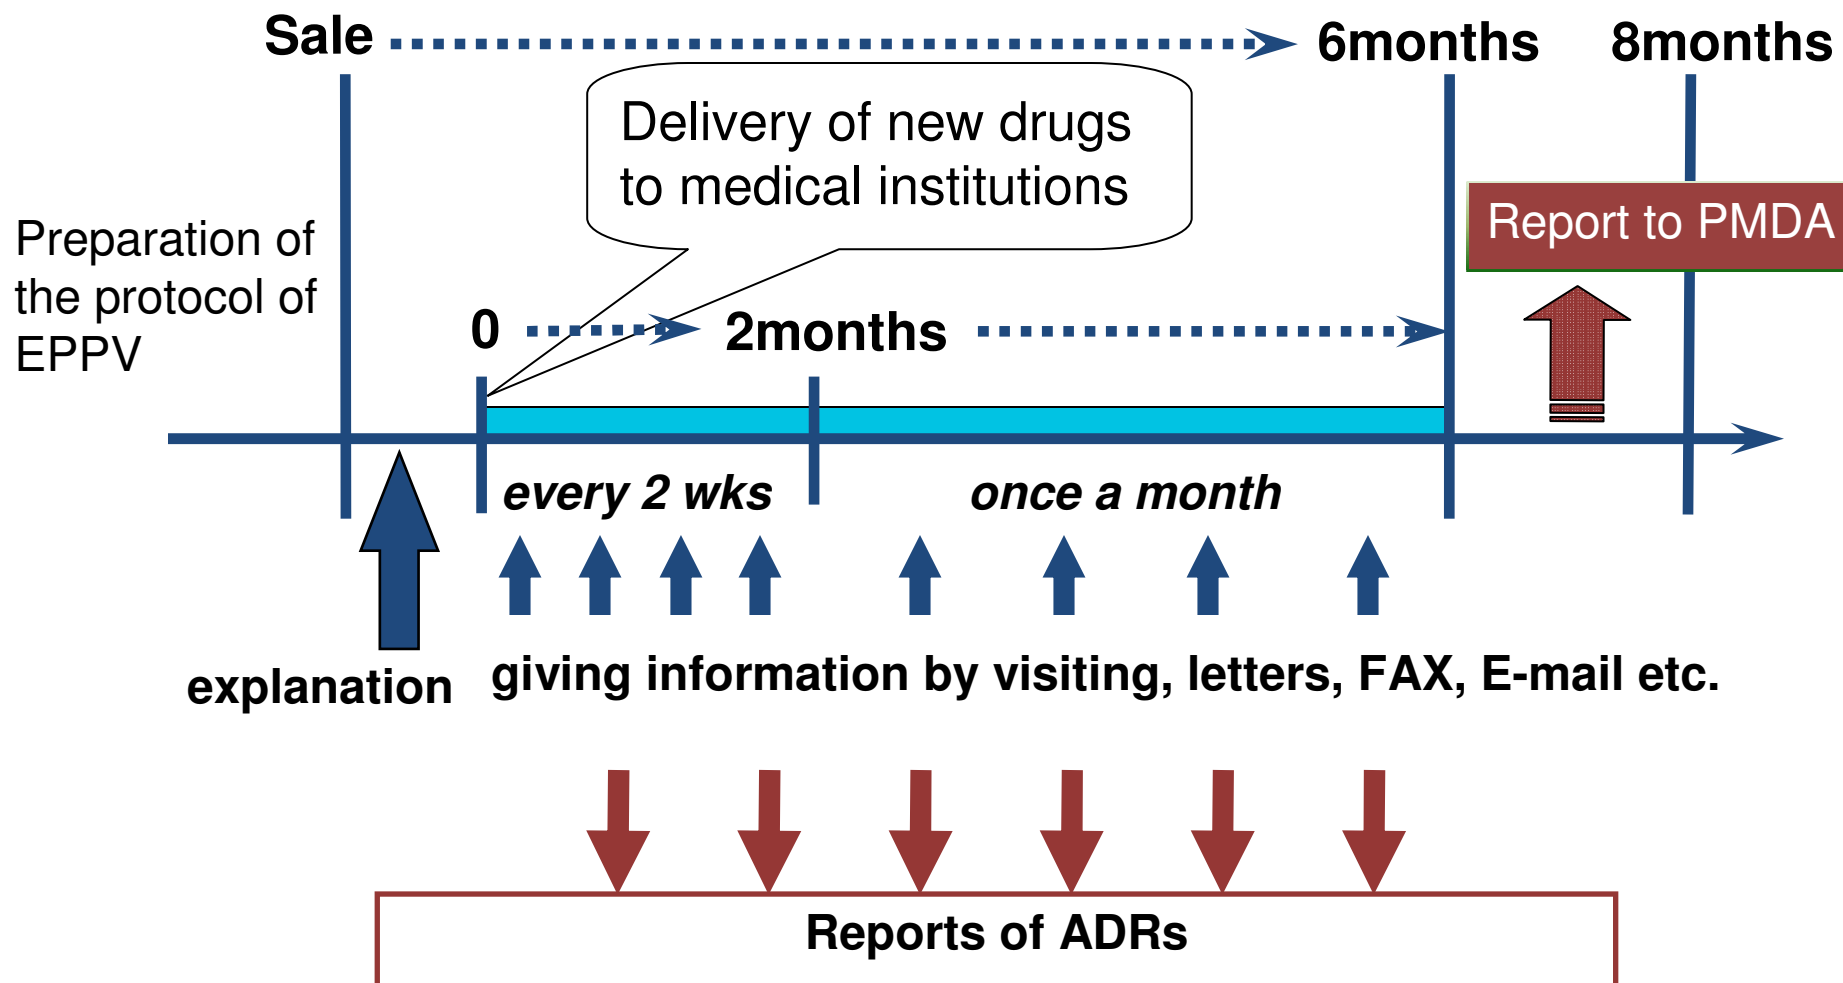 Sale
6months
8months
Delivery of new drugs
to medical institutions
Report to PMDA
Preparation of
the protocol of
EPPV
0
2months
every 2 wks
once a month
explanation
giving information by visiting, letters, FAX, E-mail etc.
Reports of ADRs